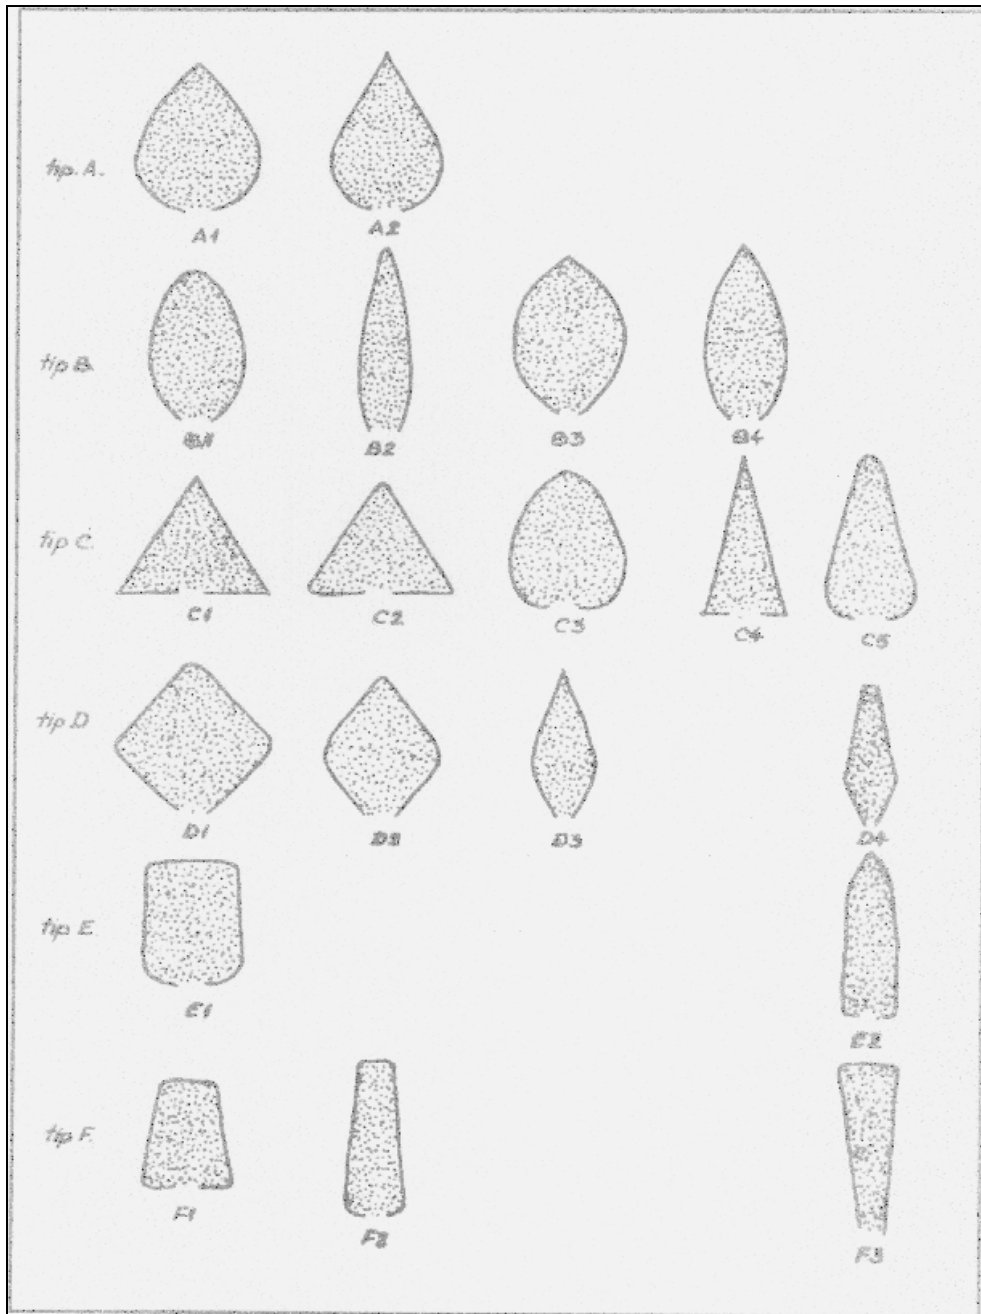 tip. A.
A1 A2
tip B.
B1 B2 B3 B4
tip C.
C1 C2 C3 C4 C5
tip D
D1 D2 D3 D4
tip E
E1 E2
tip F.
F1 F2 F3